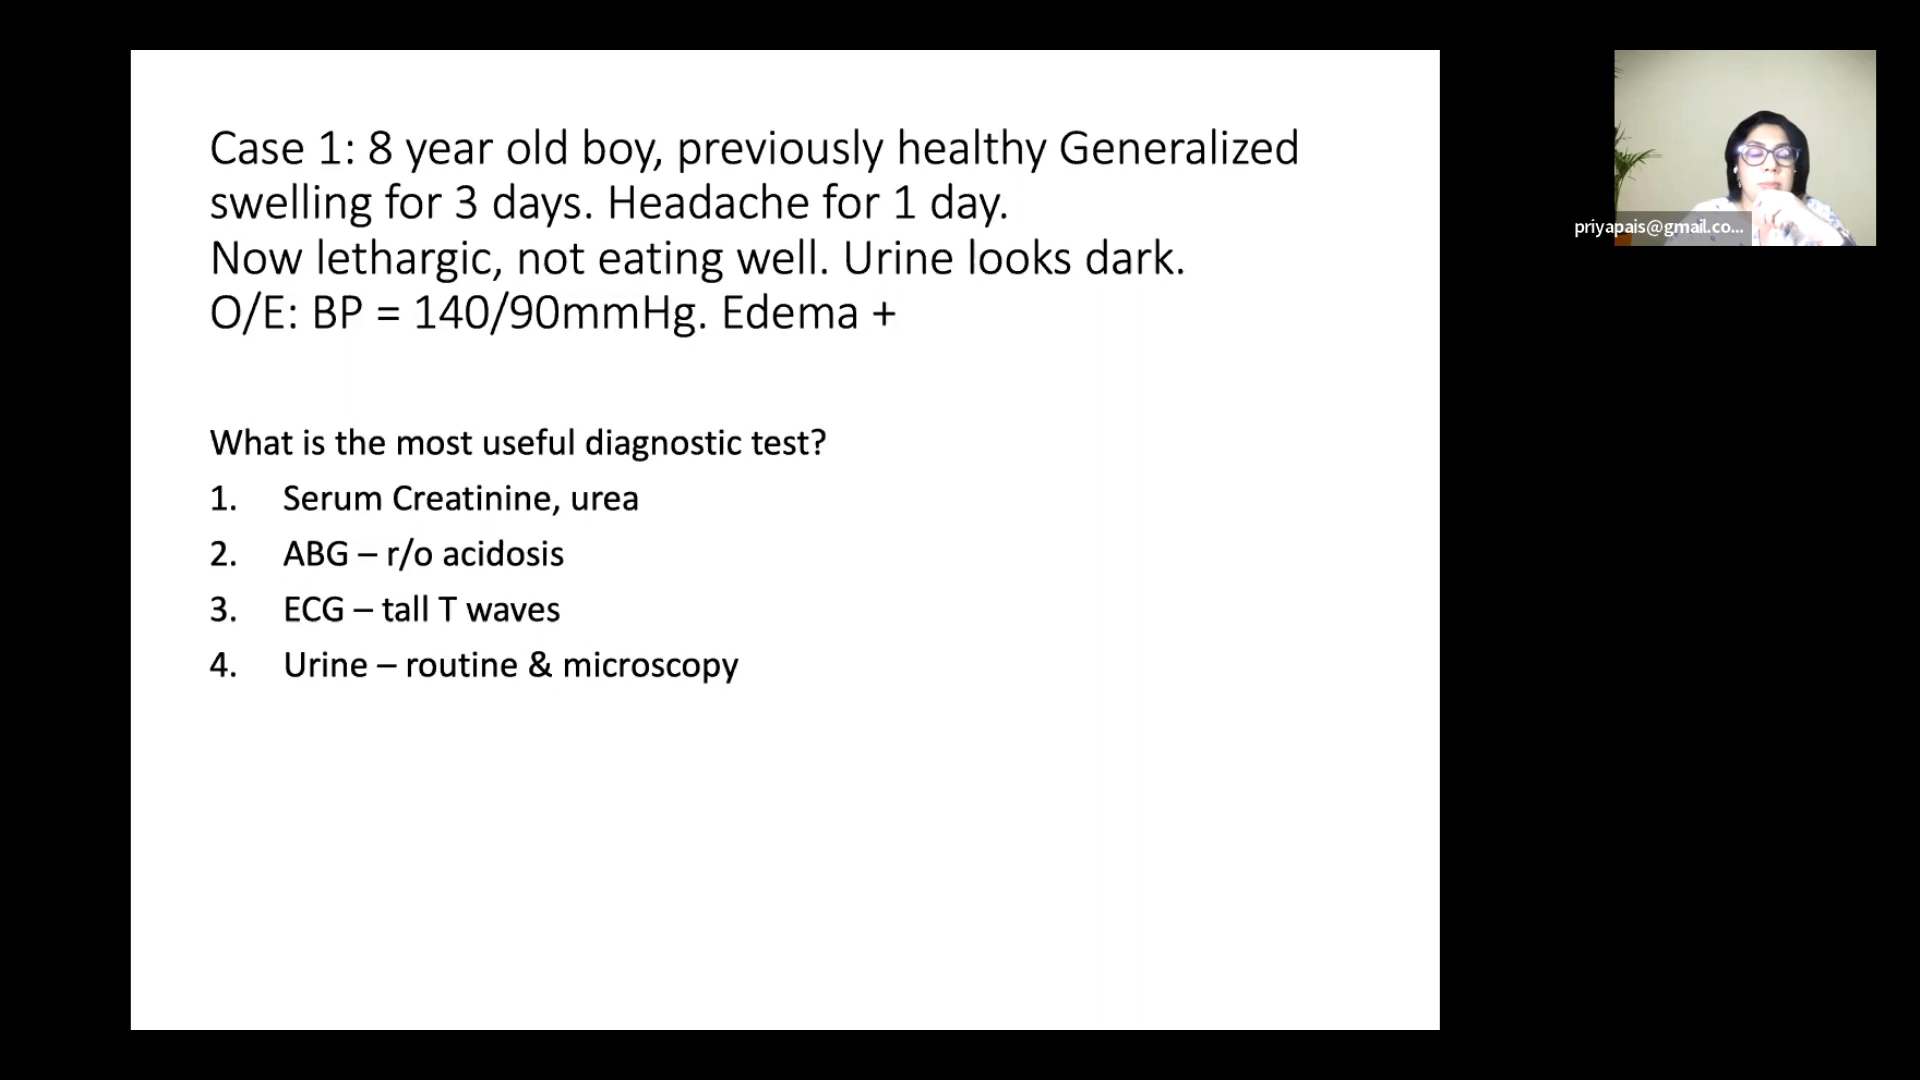 Case 1: 8 year old boy, previously healthy Generalized
swelling for 3 days. Headache for 1 day.
Now lethargic, not eating well. Urine looks dark.
O/E: BP = 140/90mmHg. Edema +
What is the most useful diagnostic test?
1. Serum Creatinine, urea
2. ABG – r/o acidosis
3. ECG – tall T waves
4. Urine – routine & microscopy
priyapais@gmail.co...